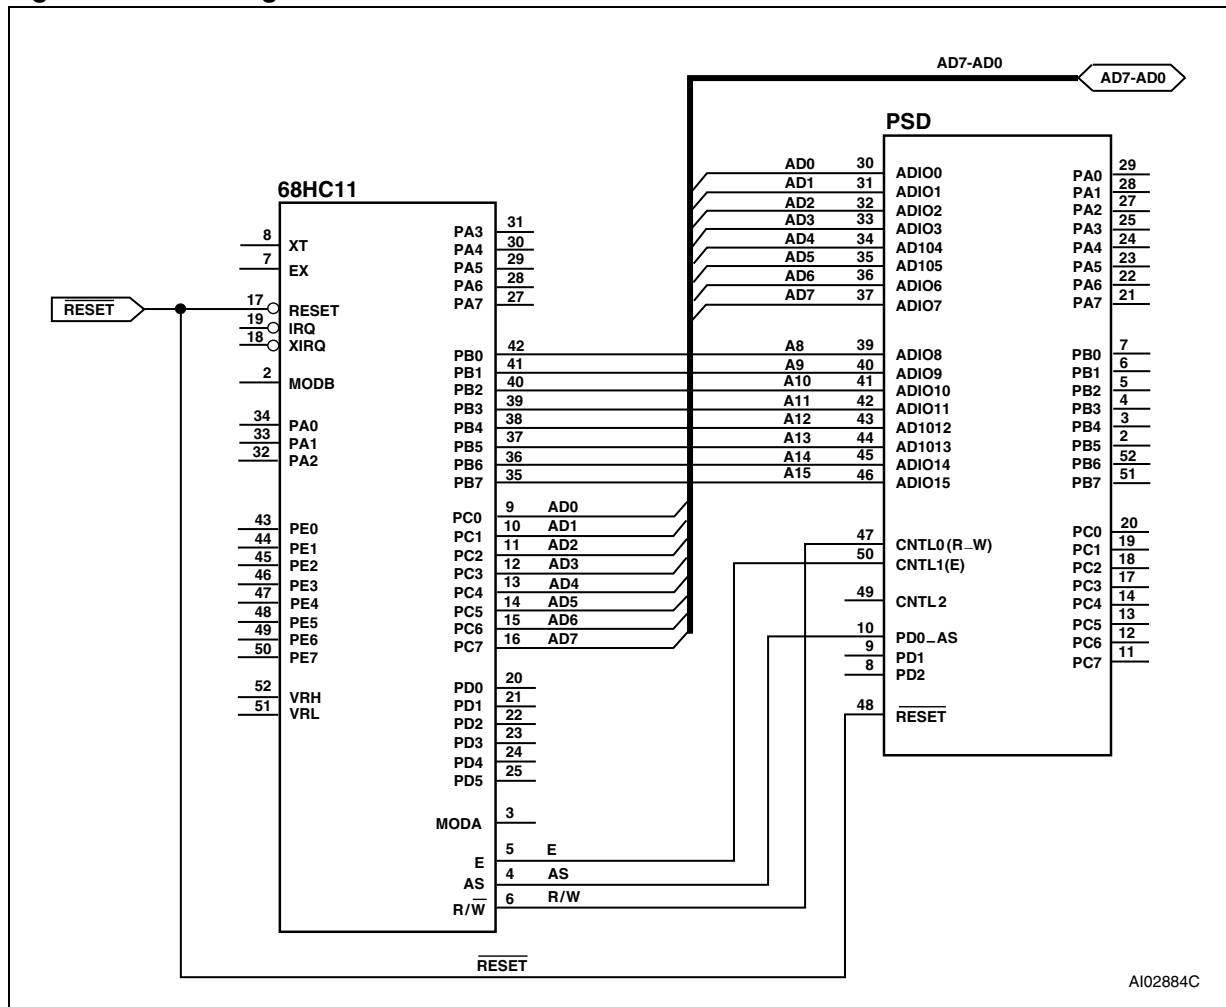 AD7-AD0
AD7-AD0
PSD
68HC11
8 XT
7 EX
RESET
17 RESET
19 IRQ
18 XIRQ
2 MODB
34 PA0
33 PA1
32 PA2
43 PE0
44 PE1
45 PE2
46 PE3
47 PE4
48 PE5
49 PE6
50 PE7
52 VRH
51 VRL
PA3 31
PA4 30
PA5 29
PA6 28
PA7 27
PB0 42
PB1 41
PB2 40
PB3 39
PB4 38
PB5 37
PB6 36
PB7 35
PC0 9 AD0
PC1 10 AD1
PC2 11 AD2
PC3 12 AD3
PC4 13 AD4
PC5 14 AD5
PC6 15 AD6
PC7 16 AD7
PD0 20
PD1 21
PD2 22
PD3 23
PD4 24
PD5 25
MODA 3
E 5 E
AS 4 AS
R/W 6 R/W
RESET
AD0 30 ADIO0
AD1 31 ADIO1
AD2 32 ADIO2
AD3 33 ADIO3
AD4 34 AD104
AD5 35 AD105
AD6 36 ADIO6
AD7 37 ADIO7
A8 39 ADIO8
A9 40 ADIO9
A10 41 ADIO10
A11 42 ADIO11
A12 43 AD1012
A13 44 AD1013
A14 45 ADIO14
A15 46 ADIO15
47 CNTL0(R_W)
50 CNTL1(E)
49 CNTL2
10 PD0_AS
9 PD1
8 PD2
48 RESET
PA0 29
PA1 28
PA2 27
PA3 25
PA4 24
PA5 23
PA6 22
PA7 21
PB0 7
PB1 6
PB2 5
PB3 4
PB4 3
PB5 2
PB6 52
PB7 51
PC0 20
PC1 19
PC2 18
PC3 17
PC4 14
PC5 13
PC6 12
PC7 11
AI02884C